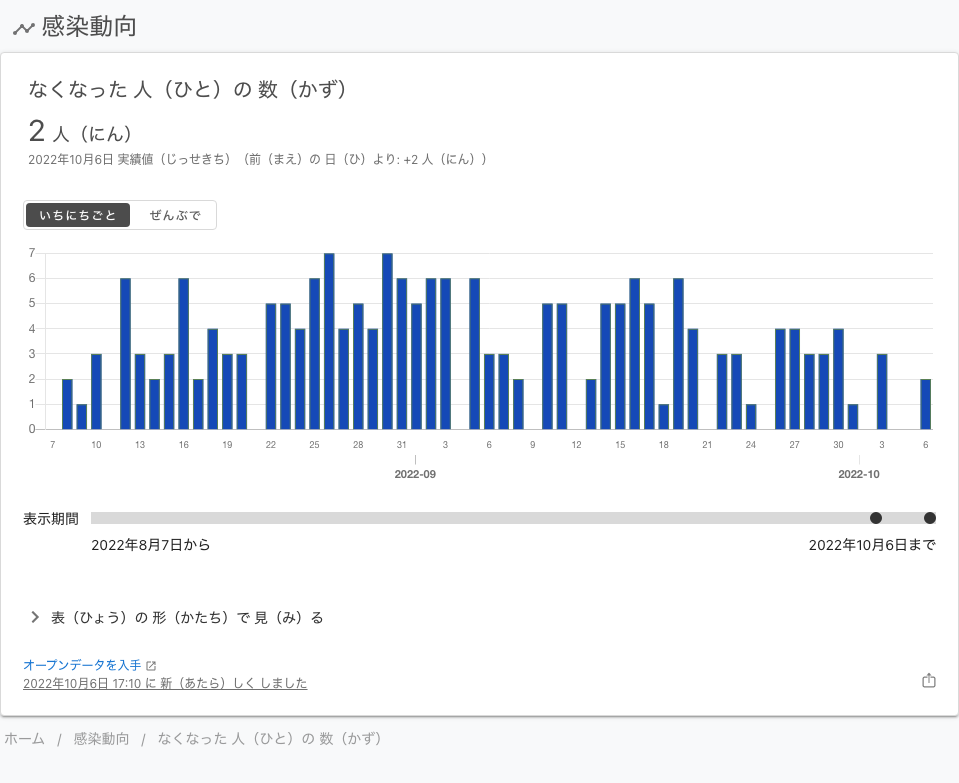 感染動向
なくなった 人（ひと）の 数（かず）
2 人（にん）
2022年10月6日 実績値（じっせきち）（前（まえ）の 日（ひ）より: +2 人（にん））
いちにちごと ぜんぶで
7
6
5
4
3
2
1
0
7 10 13 16 19 22 25 28 31 3 6 9 12 15 18 21 24 27 30 3 6
2022-09 2022-10
表示期間
2022年8月7日から 2022年10月6日まで
表（ひょう）の 形（かたち）で 見（み）る
オープンデータを入手
2022年10月6日 17:10 に 新（あたら）しく しました
ホーム / 感染動向 / なくなった 人（ひと）の 数（かず）